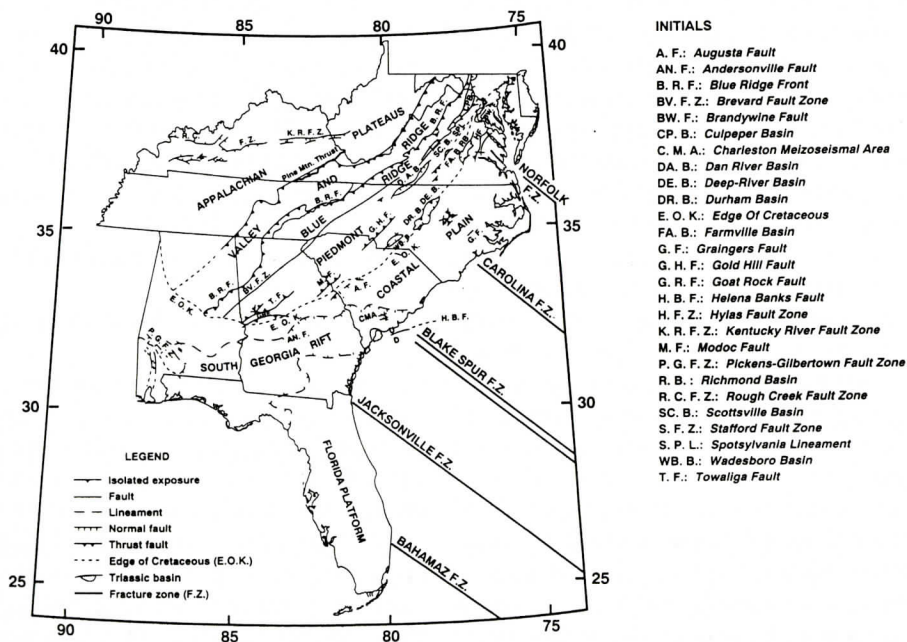 90
85
80
75
40
40
35
35
30
30
25
25
90
85
80
75
K. R. F. Z.
F.Z.
APPALACHIAN
PLATEAUS
Pine Mtn. Thrust
VALLEY
AND
RIDGE
B. R. F.
B. R. F.
BLUE
RIDGE
SC. B.
FA. B.
DE. B.
DR. B.
G. H. F.
PIEDMONT
COASTAL
PLAIN
G. F.
NORFOLK
F.Z.
CAROLINA F.Z.
BLAKE SPUR F.Z.
JACKSONVILLE F.Z.
BAHAMAZ F.Z.
E. O. K.
B. R. F.
BV. F. Z.
T. F.
M. F.
A. F.
E. O. K.
E. O. K.
AN. F.
CMA
H. B. F.
P. G. F. Z.
SOUTH
GEORGIA
RIFT
FLORIDA PLATFORM
LEGEND
Isolated exposure
Fault
Lineament
Normal fault
Thrust fault
Edge of Cretaceous (E.O.K.)
Triassic basin
Fracture zone (F.Z.)
INITIALS
A. F.: Augusta Fault
AN. F.: Andersonville Fault
B. R. F.: Blue Ridge Front
BV. F. Z.: Brevard Fault Zone
BW. F.: Brandywine Fault
CP. B.: Culpeper Basin
C. M. A.: Charleston Meizoseismal Area
DA. B.: Dan River Basin
DE. B.: Deep-River Basin
DR. B.: Durham Basin
E. O. K.: Edge Of Cretaceous
FA. B.: Farmville Basin
G. F.: Graingers Fault
G. H. F.: Gold Hill Fault
G. R. F.: Goat Rock Fault
H. B. F.: Helena Banks Fault
H. F. Z.: Hylas Fault Zone
K. R. F. Z.: Kentucky River Fault Zone
M. F.: Modoc Fault
P. G. F. Z.: Pickens-Gilbertown Fault Zone
R. B. : Richmond Basin
R. C. F. Z.: Rough Creek Fault Zone
SC. B.: Scottsville Basin
S. F. Z.: Stafford Fault Zone
S. P. L.: Spotsylvania Lineament
WB. B.: Wadesboro Basin
T. F.: Towaliga Fault